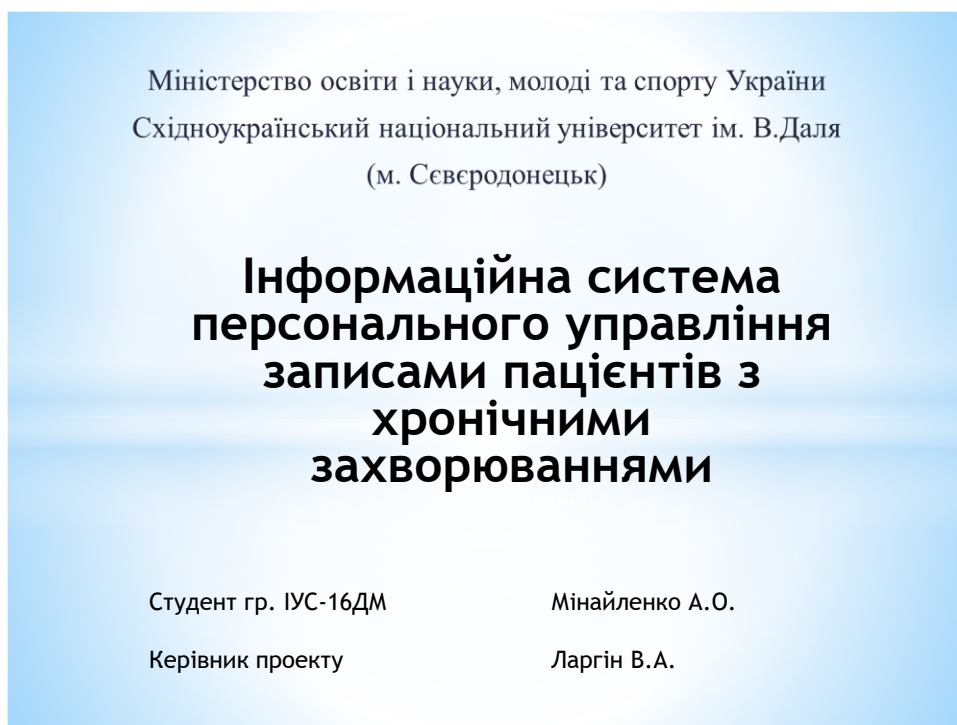 Міністерство освіти і науки, молоді та спорту України
Східноукраїнський національний університет ім. В.Даля
(м. Сєвєродонецьк)
Інформаційна система
персонального управління
записами пацієнтів з
хронічними
захворюваннями
Студент гр. ІУС-16ДМ Мінайленко А.О.
Керівник проекту Ларгін В.А.